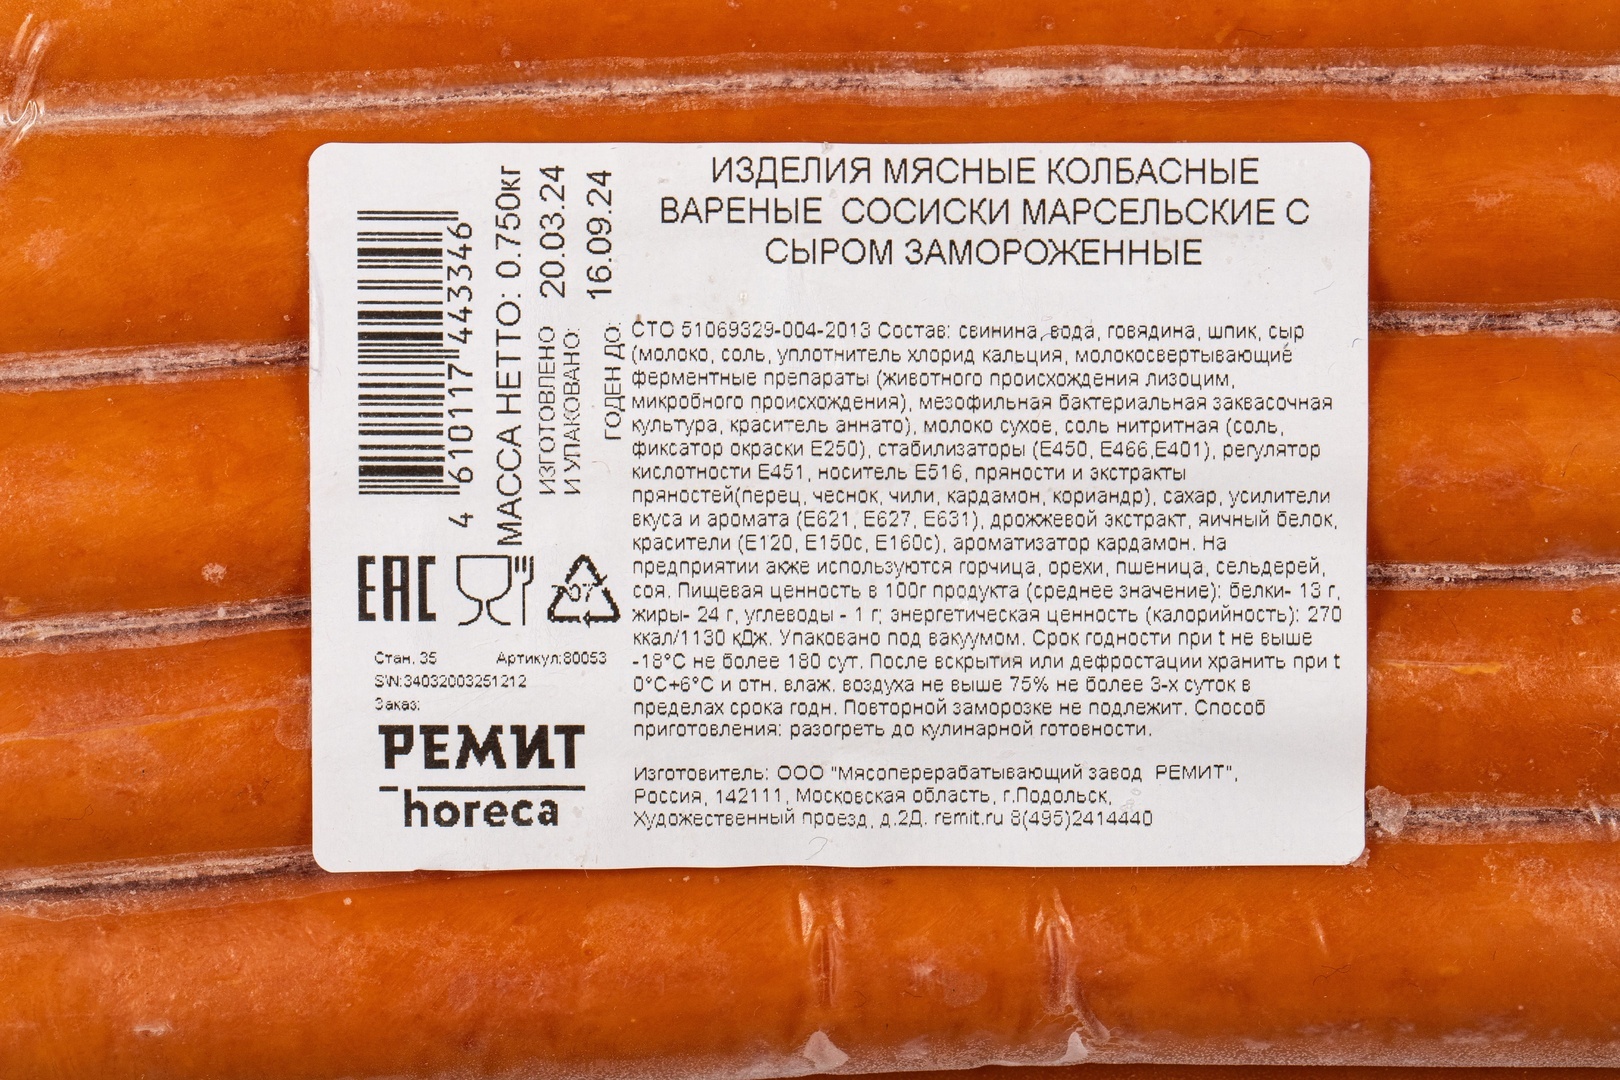 ИЗДЕЛИЯ МЯСНЫЕ КОЛБАСНЫЕ
ВАРЕНЫЕ СОСИСКИ МАРСЕЛЬСКИЕ С
СЫРОМ ЗАМОРОЖЕННЫЕ
4 610117 443346
МАССА НЕТТО: 0.750кг
ИЗГОТОВЛЕНО
И УПАКОВАНО: 20.03.24
ГОДЕН ДО: 16.09.24
СТО 51069329-004-2013 Состав: свинина, вода, говядина, шпик, сыр
(молоко, соль, уплотнитель хлорид кальция, молокосвертывающие
ферментные препараты (животного происхождения лизоцим,
микробного происхождения), мезофильная бактериальная заквасочная
культура, краситель аннато), молоко сухое, соль нитритная (соль,
фиксатор окраски Е250), стабилизаторы (Е450, Е466,Е401), регулятор
кислотности Е451, носитель Е516, пряности и экстракты
пряностей(перец, чеснок, чили, кардамон, кориандр), сахар, усилители
вкуса и аромата (Е621, Е627, Е631), дрожжевой экстракт, яичный белок,
красители (Е120, Е150с, Е160с), ароматизатор кардамон. На
предприятии акже используются горчица, орехи, пшеница, сельдерей,
соя. Пищевая ценность в 100г продукта (среднее значение): белки- 13 г,
жиры- 24 г, углеводы - 1 г; энергетическая ценность (калорийность): 270
ккал/1130 кДж. Упаковано под вакуумом. Срок годности при t не выше
-18°С не более 180 сут. После вскрытия или дефростации хранить при t
0°С+6°С и отн. влаж. воздуха не выше 75% не более 3-х суток в
пределах срока годн. Повторной заморозке не подлежит. Способ
приготовления: разогреть до кулинарной готовности.
Изготовитель: ООО "Мясоперерабатывающий завод РЕМИТ",
Россия, 142111, Московская область, г.Подольск,
Художественный проезд, д.2Д. remit.ru 8(495)2414440
ЕАС
07
Стан. 35 Артикул:80053
S\N:34032003251212
Заказ:
РЕМИТ
horeca